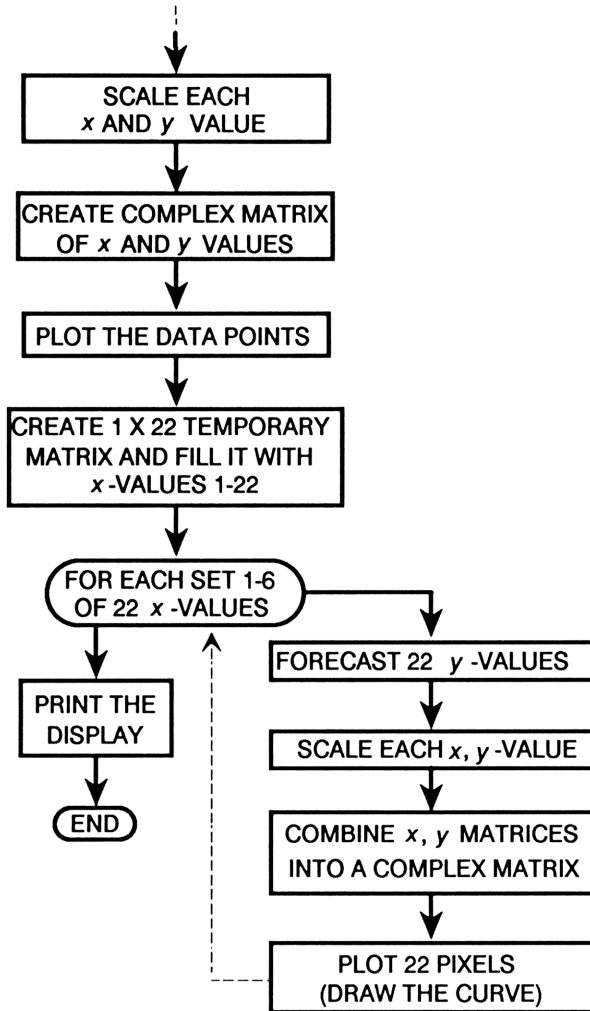 SCALE EACH
x AND y VALUE
CREATE COMPLEX MATRIX
OF x AND y VALUES
PLOT THE DATA POINTS
CREATE 1 X 22 TEMPORARY
MATRIX AND FILL IT WITH
x-VALUES 1-22
FOR EACH SET 1-6
OF 22 x-VALUES
PRINT THE
DISPLAY
END
FORECAST 22 y-VALUES
SCALE EACH x, y-VALUE
COMBINE x, y MATRICES
INTO A COMPLEX MATRIX
PLOT 22 PIXELS
(DRAW THE CURVE)